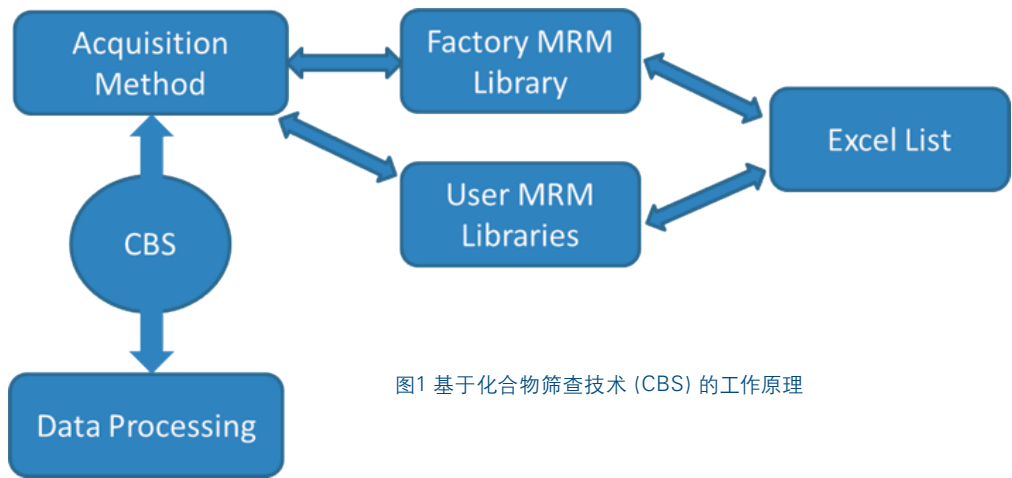 Acquisition
Method
Factory MRM
Library
Excel List
User MRM
Libraries
CBS
图1 基于化合物筛查技术 (CBS) 的工作原理
Data Processing